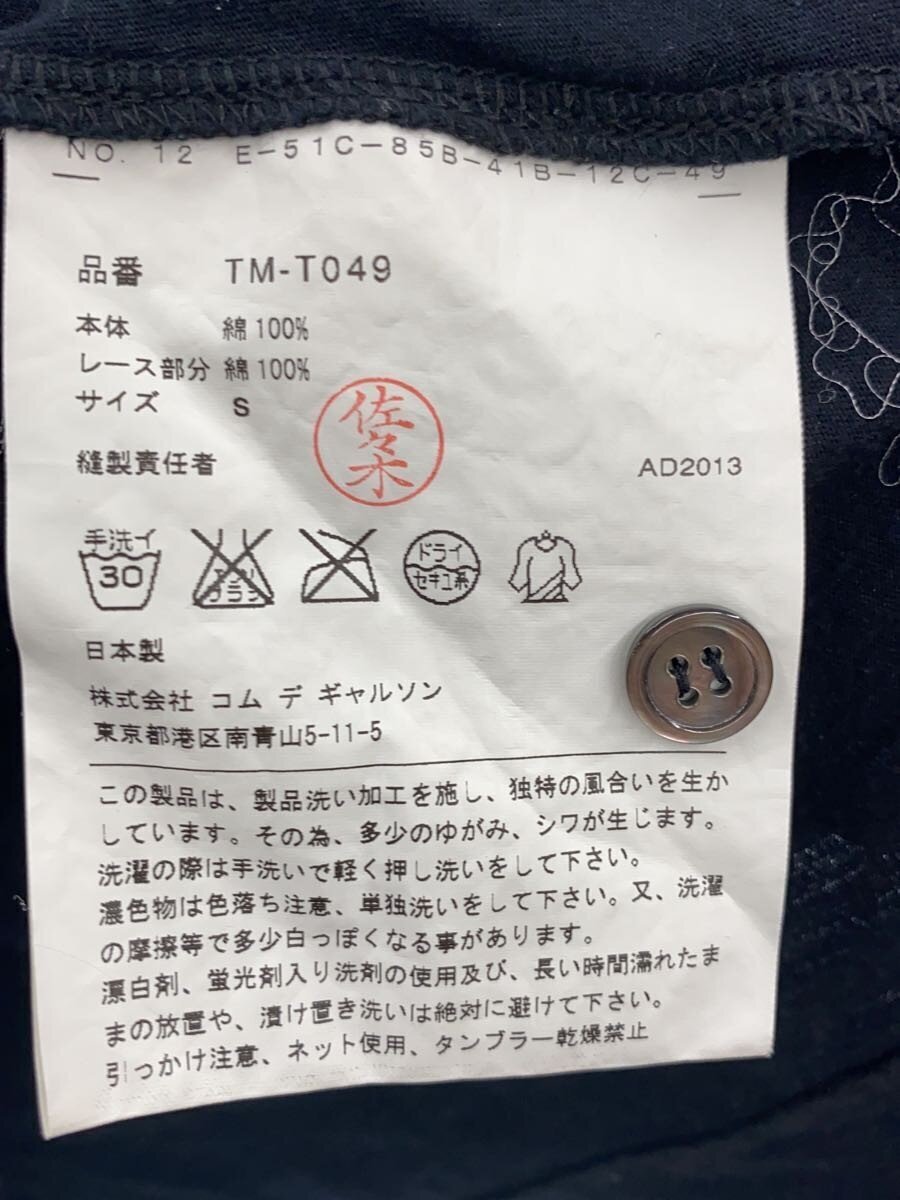 NO. 12 E-51C-85B-41B-12C-49
品番 TM-T049
本体 綿100%
レース部分 綿100%
サイズ S
佐々木
縫製責任者 AD2013
手洗イ 30 ドライ セキユ系
日本製
株式会社 コム デ ギャルソン
東京都港区南青山5-11-5
この製品は、製品洗い加工を施し、独特の風合いを生か
しています。その為、多少のゆがみ、シワが生じます。
洗濯の際は手洗いで軽く押し洗いをして下さい。
濃色物は色落ち注意、単独洗いをして下さい。又、洗濯
の摩擦等で多少白っぽくなる事があります。
漂白剤、蛍光剤入り洗剤の使用及び、長い時間濡れたま
まの放置や、漬け置き洗いは絶対に避けて下さい。
引っかけ注意、ネット使用、タンブラー乾燥禁止